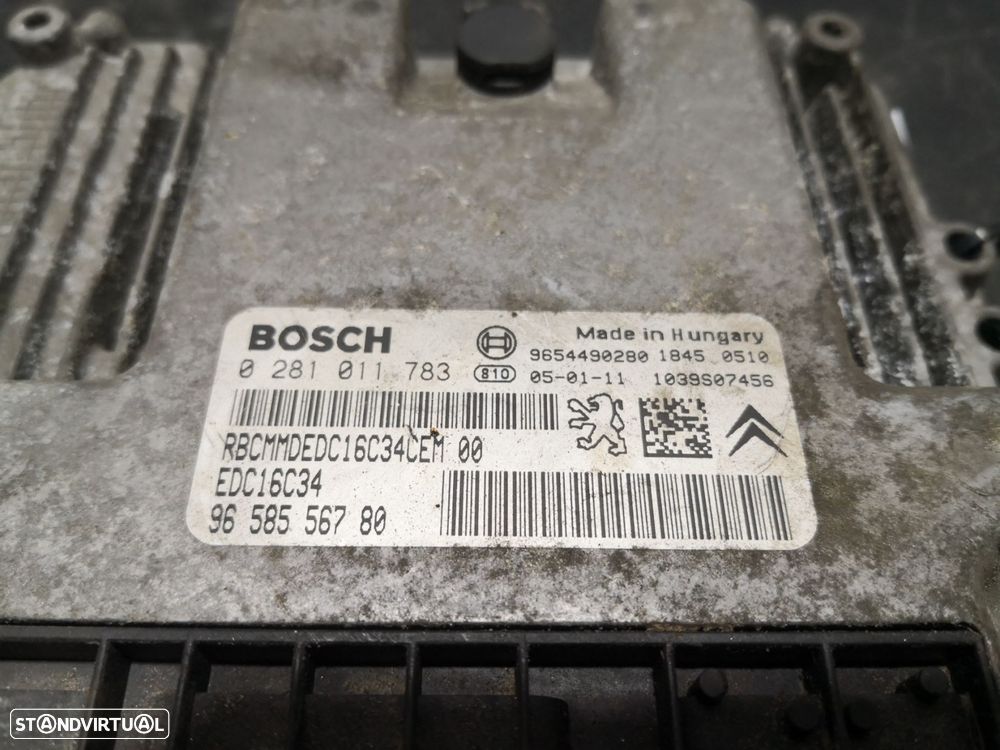 BOSCH
Made in Hungary
9654490280 1845 0510
0 281 011 783
810
05-01-11 1039S07456
RBCMMDEDC16C34CEM 00
EDC16C34
96 585 567 80
STANDVIRTUAL